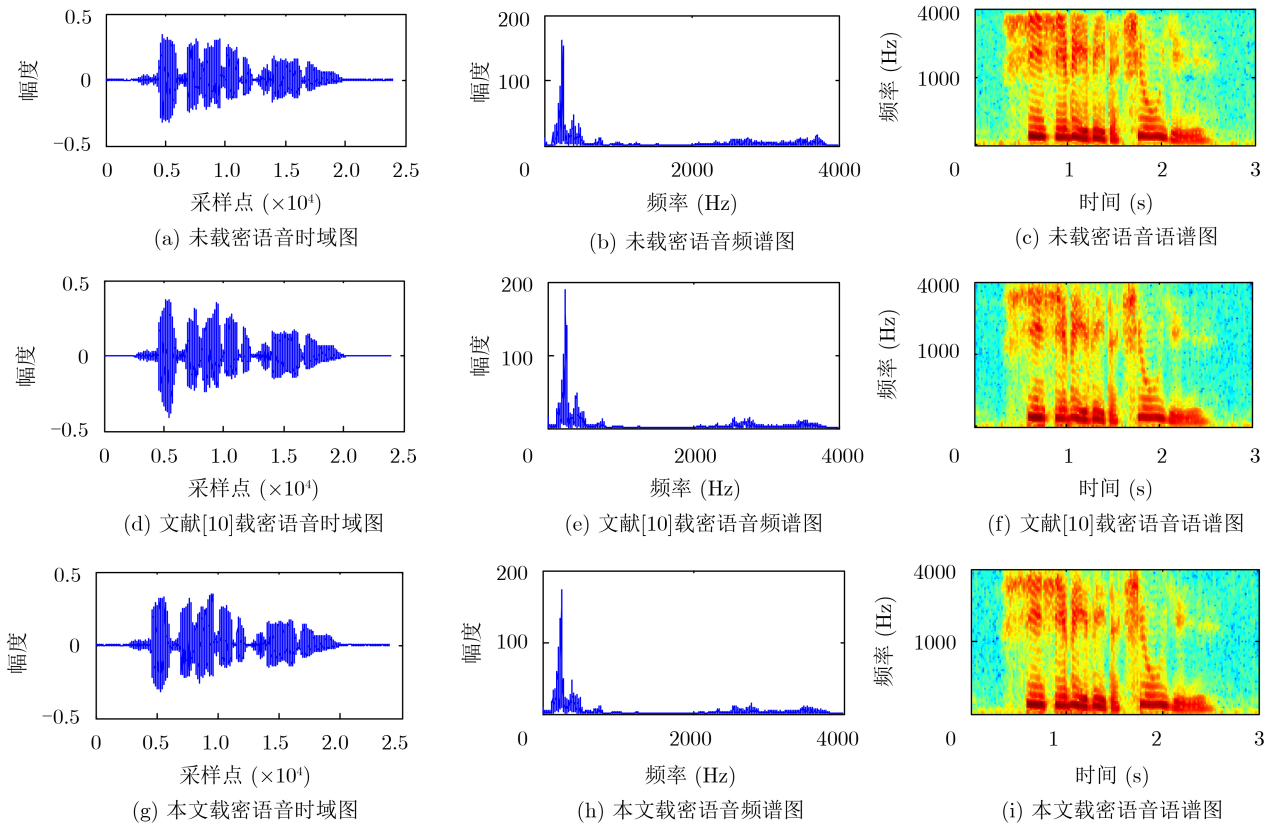 0.5
幅度
0
−0.5
0 0.5 1.0 1.5 2.0 2.5
采样点 (×10⁴)
(a) 未载密语音时域图
200
幅度
100
0 2000 4000
频率 (Hz)
(b) 未载密语音频谱图
4000
频率 (Hz)
1000
0 1 2 3
时间 (s)
(c) 未载密语音语谱图
0.5
幅度
0
−0.5
0 0.5 1.0 1.5 2.0 2.5
采样点 (×10⁴)
(d) 文献[10]载密语音时域图
200
幅度
100
0 2000 4000
频率 (Hz)
(e) 文献[10]载密语音频谱图
4000
频率 (Hz)
1000
0 1 2 3
时间 (s)
(f) 文献[10]载密语音语谱图
0.5
幅度
0
−0.5
0 0.5 1.0 1.5 2.0 2.5
采样点 (×10⁴)
(g) 本文载密语音时域图
200
幅度
100
0 2000 4000
频率 (Hz)
(h) 本文载密语音频谱图
4000
频率 (Hz)
1000
0 1 2 3
时间 (s)
(i) 本文载密语音语谱图